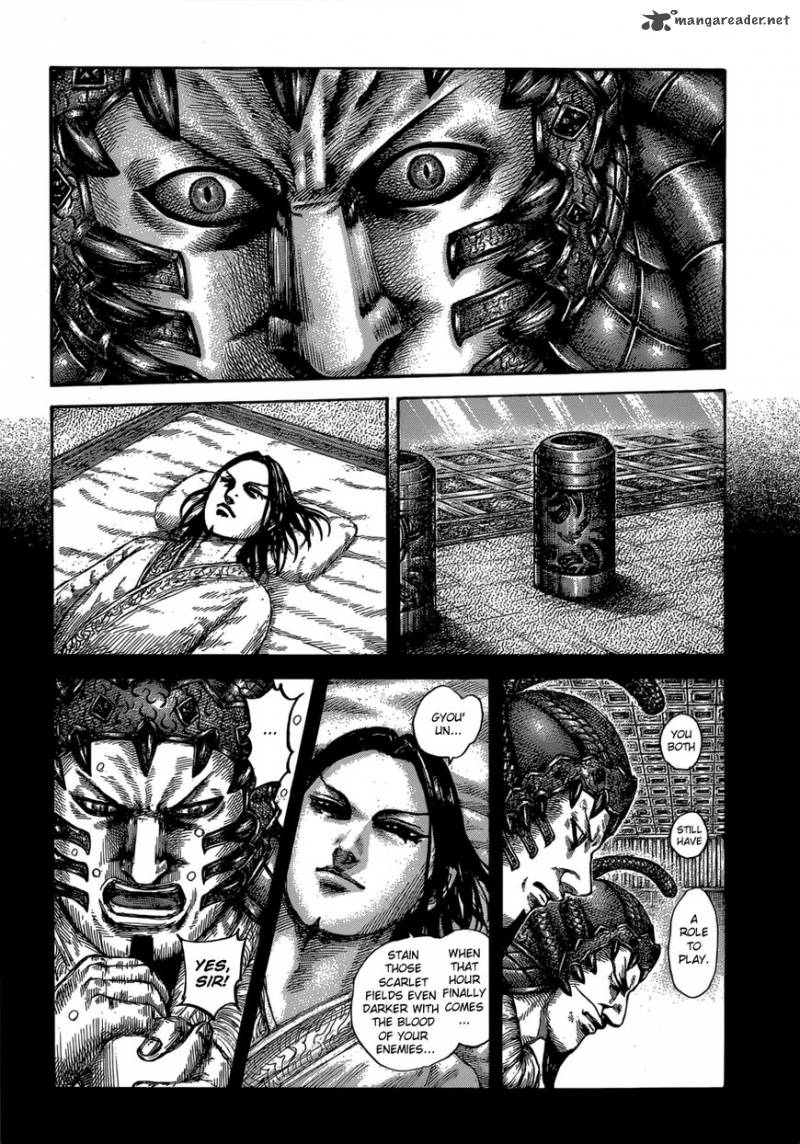 mangareader.net
YOU
BOTH
STILL
HAVE
A
ROLE
TO
PLAY.
GYOU'
UN...
WHEN
THAT
HOUR
FINALLY
COMES
...
STAIN
THOSE
SCARLET
FIELDS EVEN
DARKER WITH
THE BLOOD
OF YOUR
ENEMIES...
...
YES,
SIR!